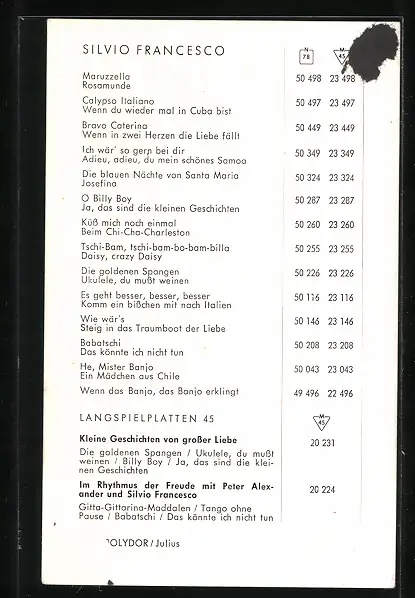 SILVIO FRANCESCO N 78 M 45
Maruzzella 50 498 23 498
Rosamunde
Calypso Italiano 50 497 23 497
Wenn du wieder mal in Cuba bist
Bravo Caterina 50 449 23 449
Wenn in zwei Herzen die Liebe fällt
Ich wär' so gern bei dir 50 349 23 349
Adieu, adieu, du mein schönes Samoa
Die blauen Nächte von Santa Maria 50 324 23 324
Josefina
O Billy Boy 50 287 23 287
Ja, das sind die kleinen Geschichten
Küß mich noch einmal 50 260 23 260
Beim Chi-Cha-Charleston
Tschi-Bam, tschi-bam-bo-bam-billa 50 255 23 255
Daisy, crazy Daisy
Die goldenen Spangen 50 226 23 226
Ukulele, du mußt weinen
Es geht besser, besser, besser 50 116 23 116
Komm ein bißchen mit nach Italien
Wie wär's 50 146 23 146
Steig in das Traumboot der Liebe
Babatschi 50 208 23 208
Das könnte ich nicht tun
He, Mister Banjo 50 043 23 043
Ein Mädchen aus Chile
Wenn das Banjo, das Banjo erklingt 49 496 22 496
LANGSPIELPLATTEN 45 M 45
Kleine Geschichten von großer Liebe 20 231
Die goldenen Spangen / Ukulele, du mußt
weinen / Billy Boy / Ja, das sind die klei-
nen Geschichten
Im Rhythmus der Freude mit Peter Alex-
ander und Silvio Francesco 20 224
Gitta-Gittarina-Maddalen / Tango ohne
Pause / Babatschi / Das könnte ich nicht tun
OLYDOR / Julius